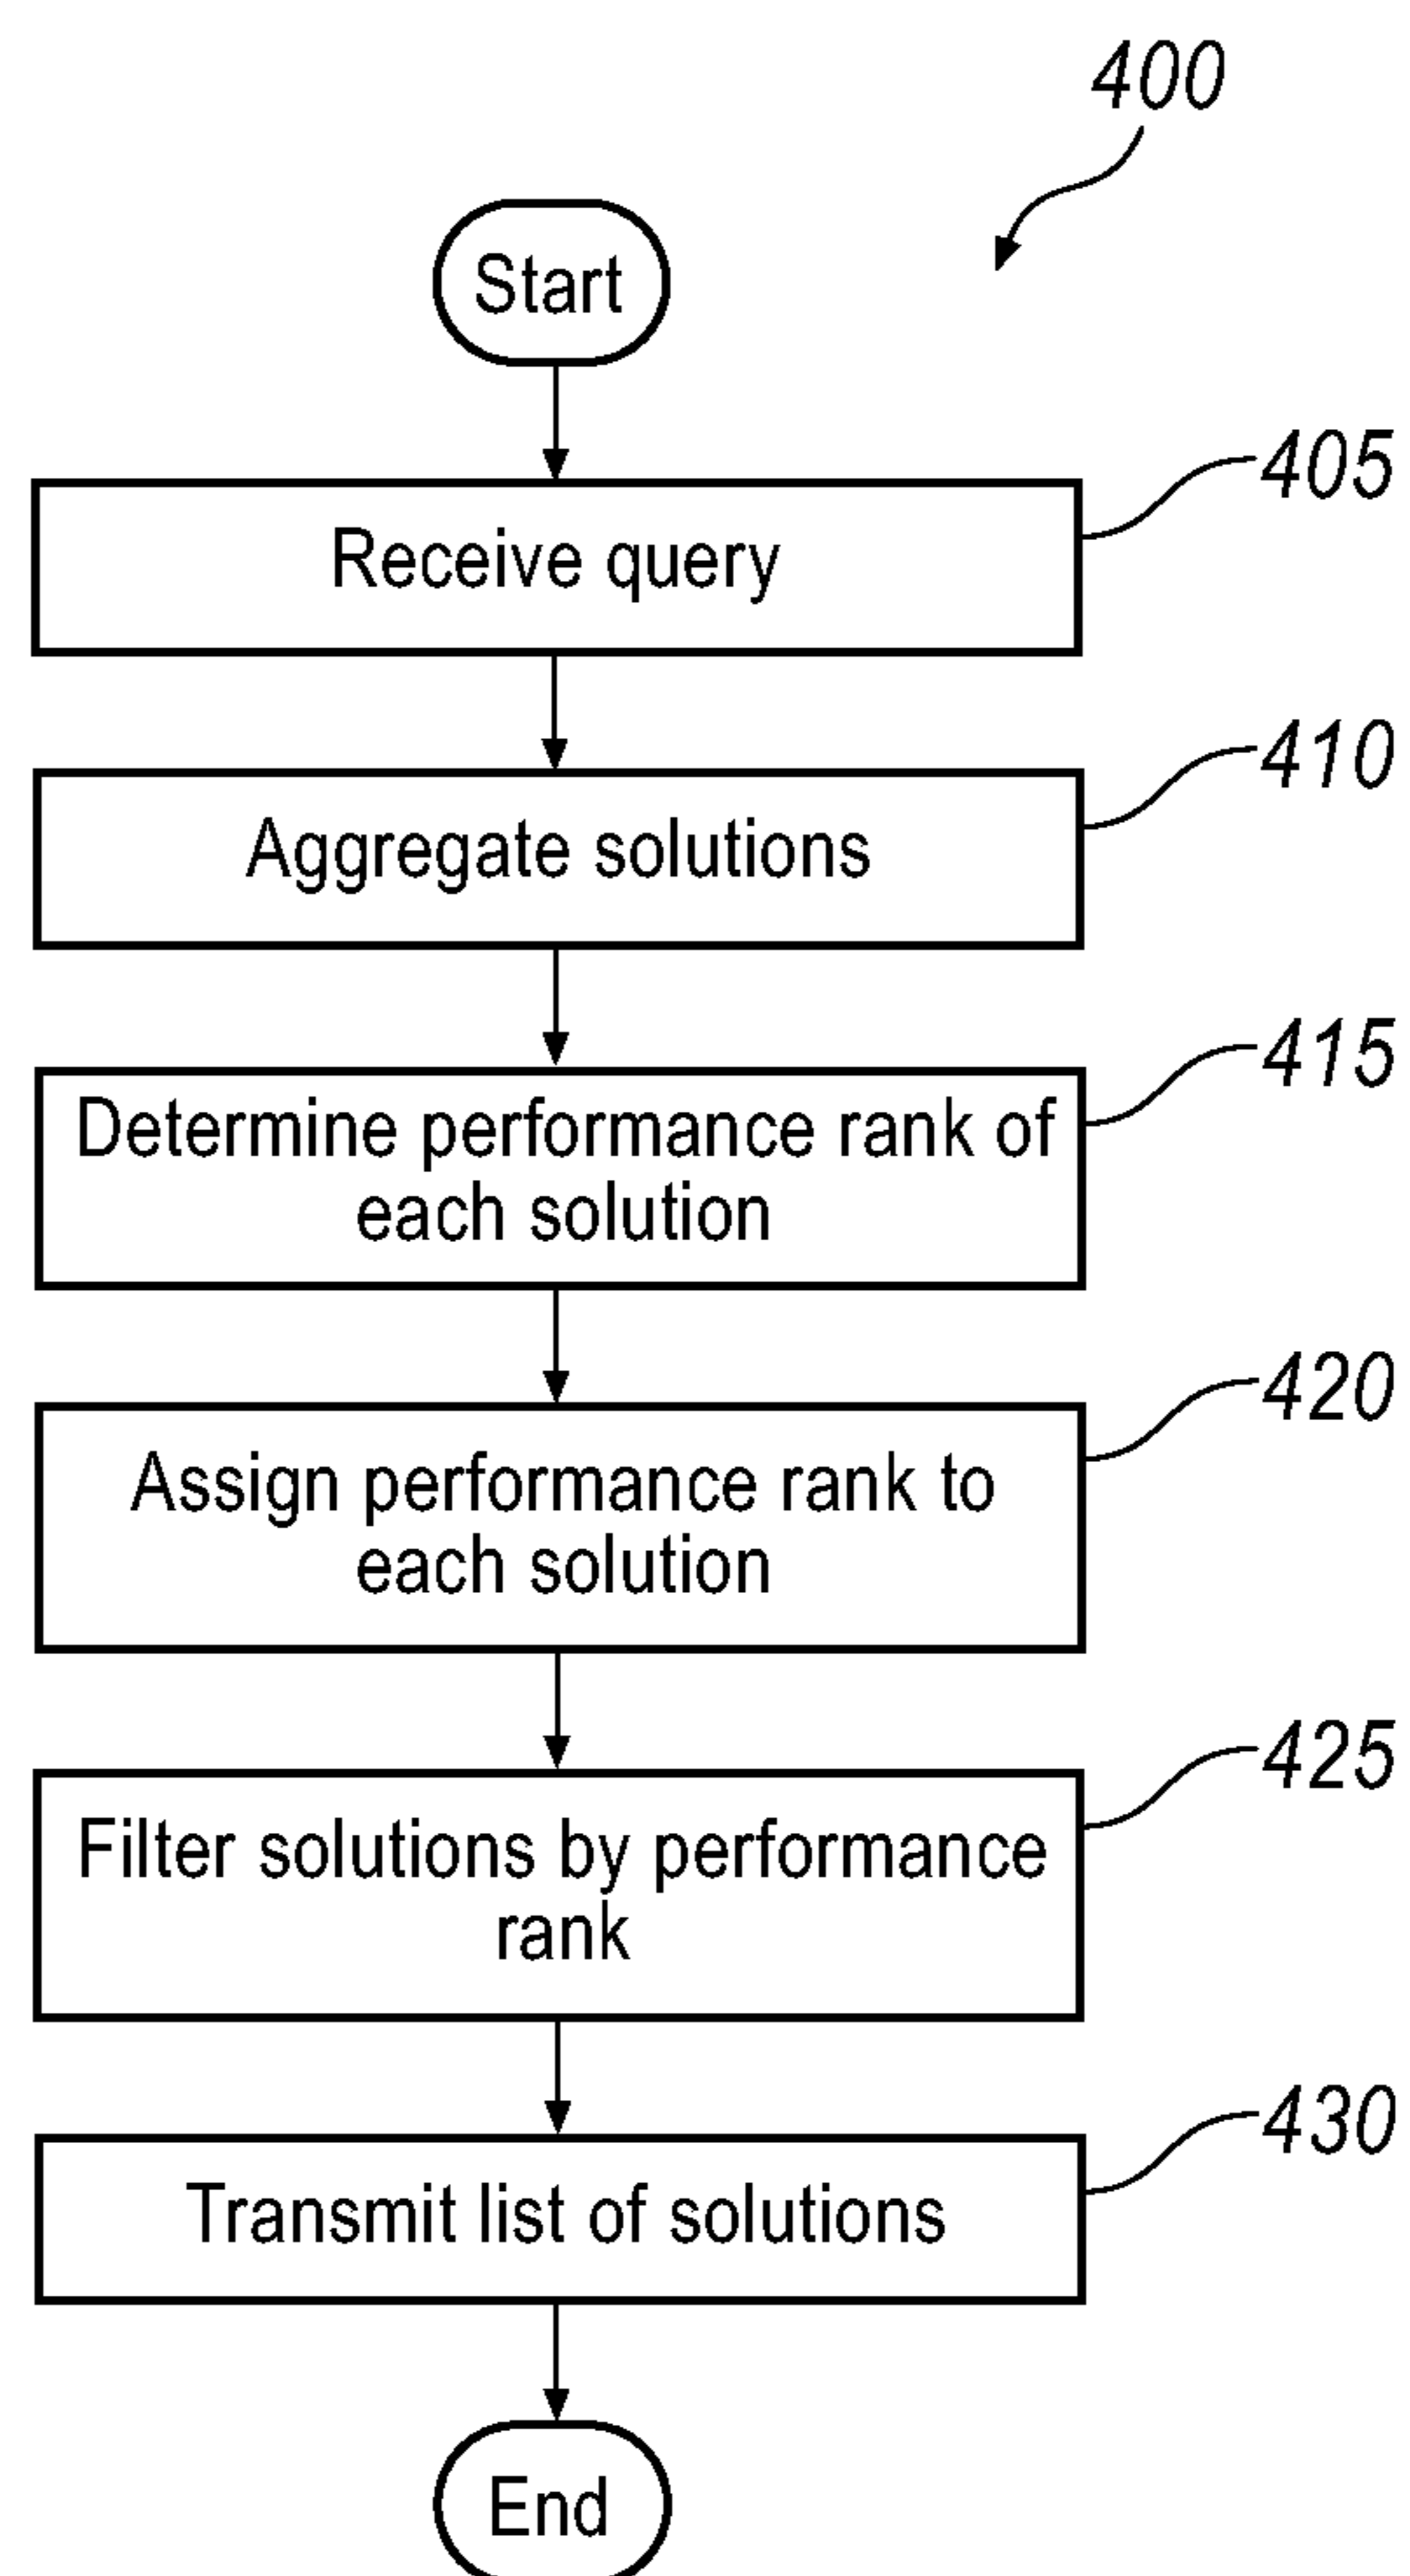 400
Start
405
Receive query
410
Aggregate solutions
415
Determine performance rank of
each solution
420
Assign performance rank to
each solution
425
Filter solutions by performance
rank
430
Transmit list of solutions
End